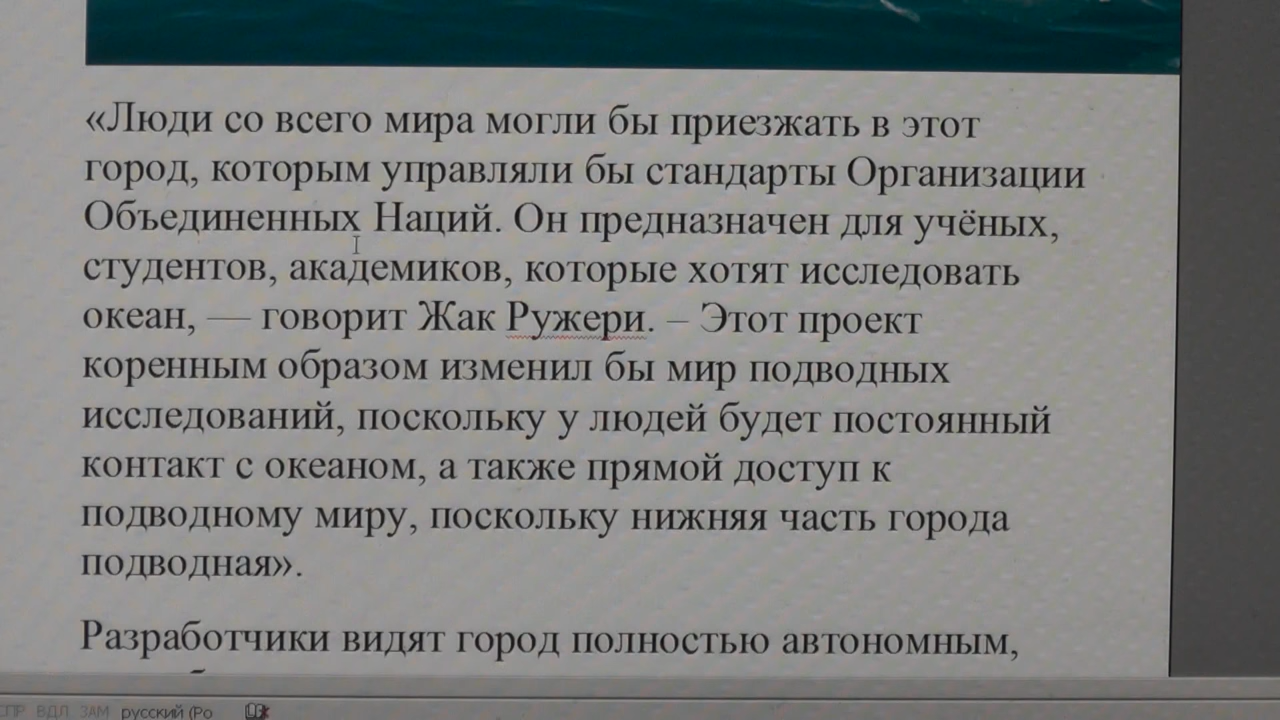 «Люди со всего мира могли бы приезжать в этот
город, которым управляли бы стандарты Организации
Объединенных Наций. Он предназначен для учёных,
студентов, академиков, которые хотят исследовать
океан, — говорит Жак Ружери. – Этот проект
коренным образом изменил бы мир подводных
исследований, поскольку у людей будет постоянный
контакт с океаном, а также прямой доступ к
подводному миру, поскольку нижняя часть города
подводная».
Разработчики видят город полностью автономным,
ВДЛ ЗАМ русский (Ро